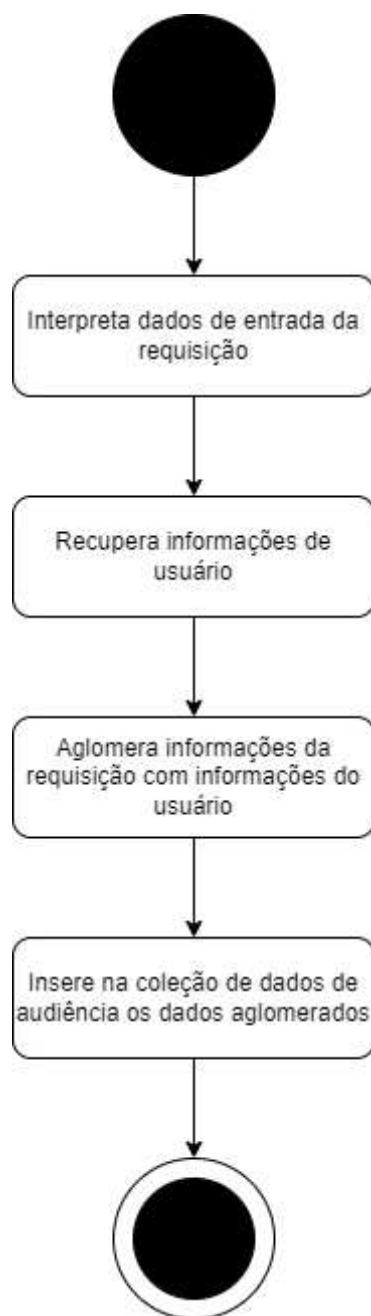 Interpreta dados de entrada da
requisição
Recupera informações de
usuário
Aglomera informações da
requisição com informações do
usuário
Insere na coleção de dados de
audiência os dados aglomerados